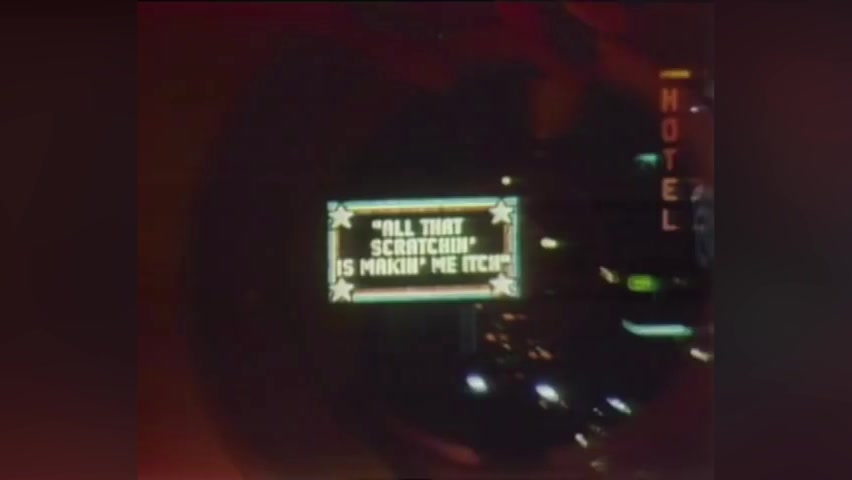 "ALL THAT
SCRATCHIN'
IS MAKIN' ME ITCH"
HOTEL